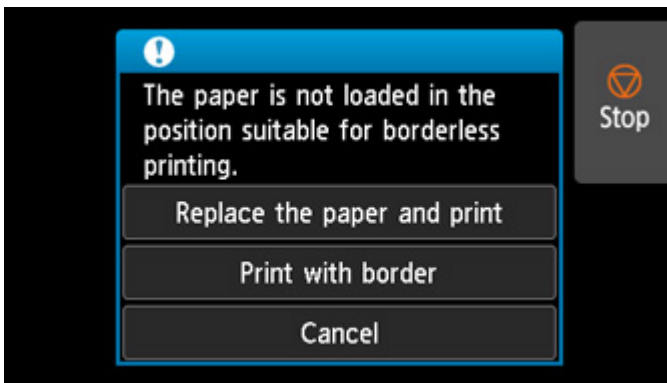 The paper is not loaded in the
position suitable for borderless
printing.
Replace the paper and print
Print with border
Cancel
Stop